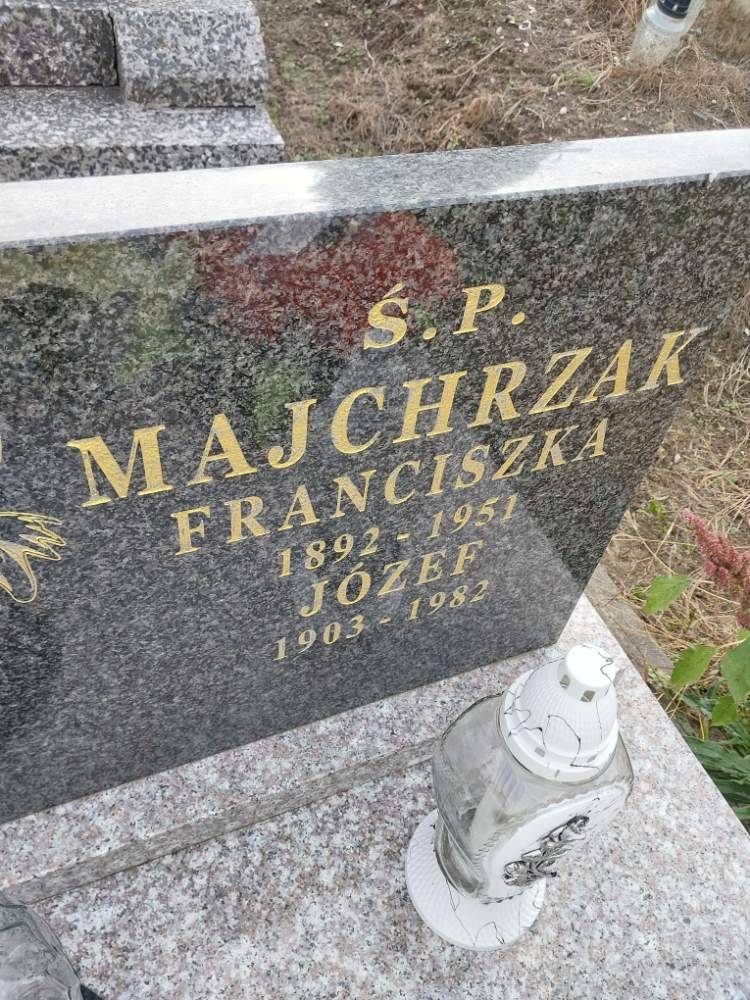 Ś.P.
MAJCHRZAK
FRANCISZKA
1892 - 1951
JÓZEF
1903 - 1982